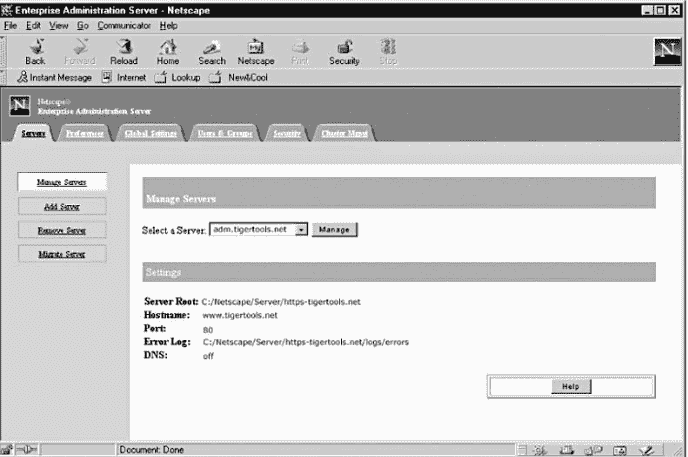 Enterprise Administration Server - Netscape
File Edit View Go Communicator Help
Back Forward Reload Home Search Netscape Print Security Stop
Instant Message Internet Lookup New&Cool
Netscape
Enterprise Administration Server
Servers Preferences Global Settings Users & Groups Security Cluster Mgmt
Manage Servers
Add Server
Remove Server
Migrate Server
Manage Servers
Select a Server: adm.tigertools.net Manage
Settings
Server Root: C:/Netscape/Server/https-tigertools.net
Hostname: www.tigertools.net
Port: 80
Error Log: C:/Netscape/Server/https-tigertools.net/logs/errors
DNS: off
Help
Document: Done